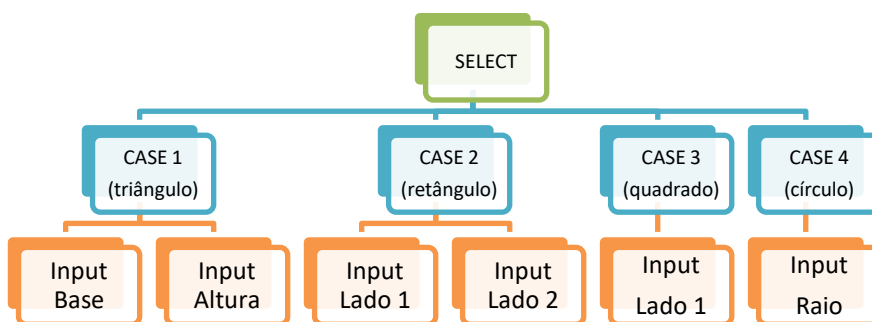 SELECT
CASE 1
(triângulo)
CASE 2
(retângulo)
CASE 3
(quadrado)
CASE 4
(círculo)
Input
Base
Input
Altura
Input
Lado 1
Input
Lado 2
Input
Lado 1
Input
Raio